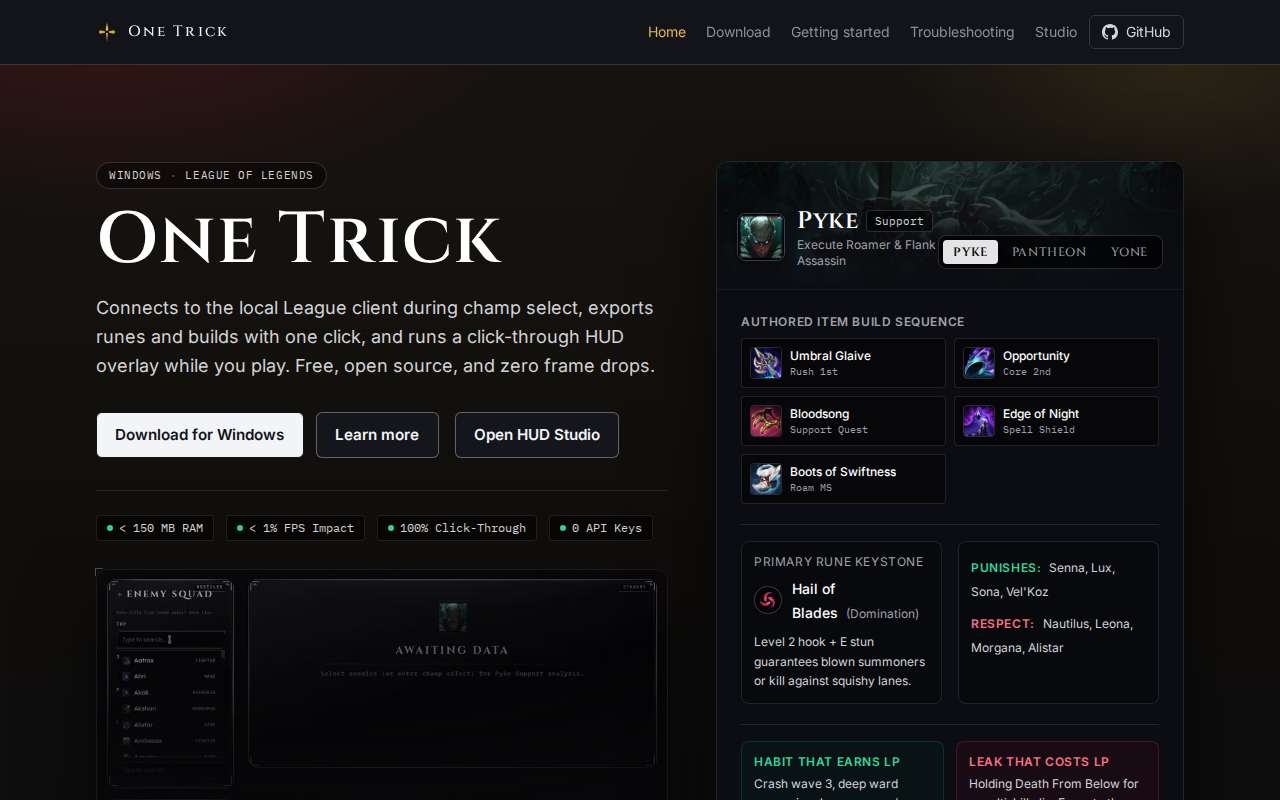 One Trick
Home
Download
Getting started
Troubleshooting
Studio
GitHub
WINDOWS · LEAGUE OF LEGENDS
One Trick
Connects to the local League client during champ select, exports
runes and builds with one click, and runs a click-through HUD
overlay while you play. Free, open source, and zero frame drops.
Download for Windows
Learn more
Open HUD Studio
< 150 MB RAM
< 1% FPS Impact
100% Click-Through
0 API Keys
ENEMY SQUAD
Type to search...
Aatrox
Ahri
Akali
Akshan
Alistar
Ambessa
AWAITING DATA
Pyke
Support
Execute Roamer & Flank
Assassin
PYKE
PANTHEON
YONE
AUTHORED ITEM BUILD SEQUENCE
Umbral Glaive
Rush 1st
Opportunity
Core 2nd
Bloodsong
Support Quest
Edge of Night
Spell Shield
Boots of Swiftness
Roam MS
PRIMARY RUNE KEYSTONE
Hail of
Blades (Domination)
Level 2 hook + E stun
guarantees blown summoners
or kill against squishy lanes.
PUNISHES: Senna, Lux,
Sona, Vel'Koz
RESPECT: Nautilus, Leona,
Morgana, Alistar
HABIT THAT EARNS LP
Crash wave 3, deep ward
LEAK THAT COSTS LP
Holding Death From Below for